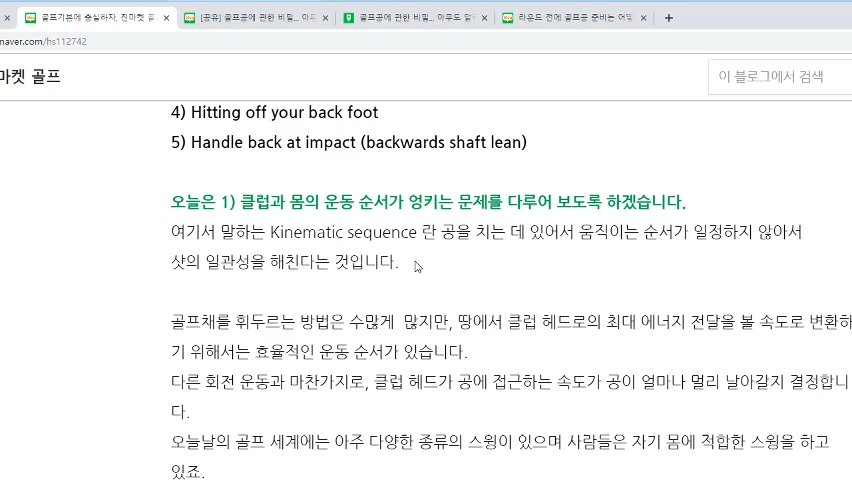 골프기본에 충실하자, 진마켓 골
[공유] 골프공에 관한 비밀... 아무
골프공에 관한 비밀... 아무도 알
라운드 전에 골프공 준비는 어떻
naver.com/hs112742
마켓 골프
이 블로그에서 검색
4) Hitting off your back foot
5) Handle back at impact (backwards shaft lean)
오늘은 1) 클럽과 몸의 운동 순서가 엉키는 문제를 다루어 보도록 하겠습니다.
여기서 말하는 Kinematic sequence 란 공을 치는 데 있어서 움직이는 순서가 일정하지 않아서
샷의 일관성을 해친다는 것입니다.
골프채를 휘두르는 방법은 수많게 많지만, 땅에서 클럽 헤드로의 최대 에너지 전달을 볼 속도로 변환하
기 위해서는 효율적인 운동 순서가 있습니다.
다른 회전 운동과 마찬가지로, 클럽 헤드가 공에 접근하는 속도가 공이 얼마나 멀리 날아갈지 결정합니
다.
오늘날의 골프 세계에는 아주 다양한 종류의 스윙이 있으며 사람들은 자기 몸에 적합한 스윙을 하고
있죠.